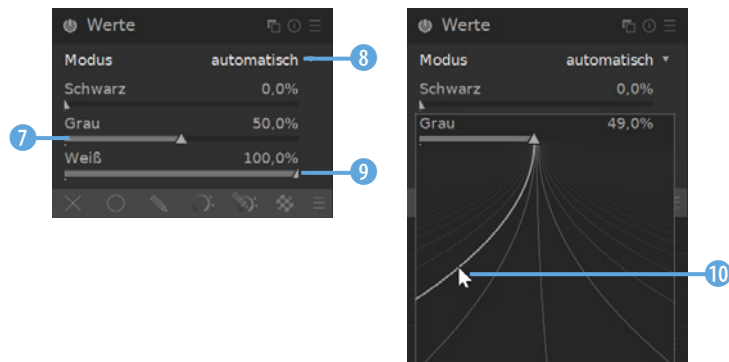 Werte
Modus automatisch
8
Schwarz 0,0%
7
Grau 50,0%
Weiß 100,0%
9
Werte
Modus automatisch
Schwarz 0,0%
Grau 49,0%
10